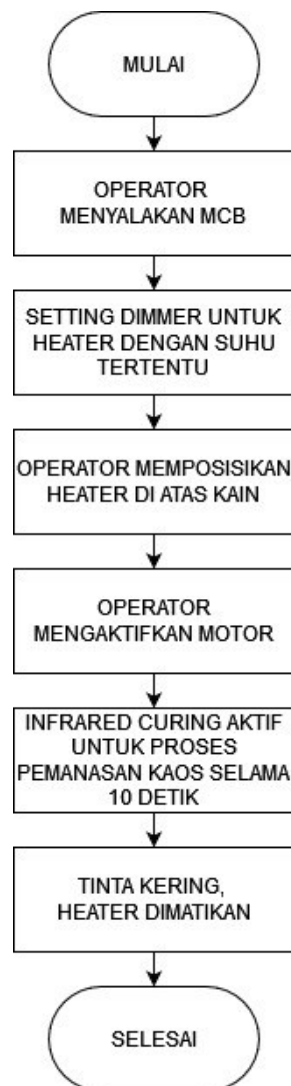 MULAI
OPERATOR
MENYALAKAN MCB
SETTING DIMMER UNTUK
HEATER DENGAN SUHU
TERTENTU
OPERATOR MEMPOSISIKAN
HEATER DI ATAS KAIN
OPERATOR
MENGAKTIFKAN MOTOR
INFRARED CURING AKTIF
UNTUK PROSES
PEMANASAN KAOS SELAMA
10 DETIK
TINTA KERING,
HEATER DIMATIKAN
SELESAI